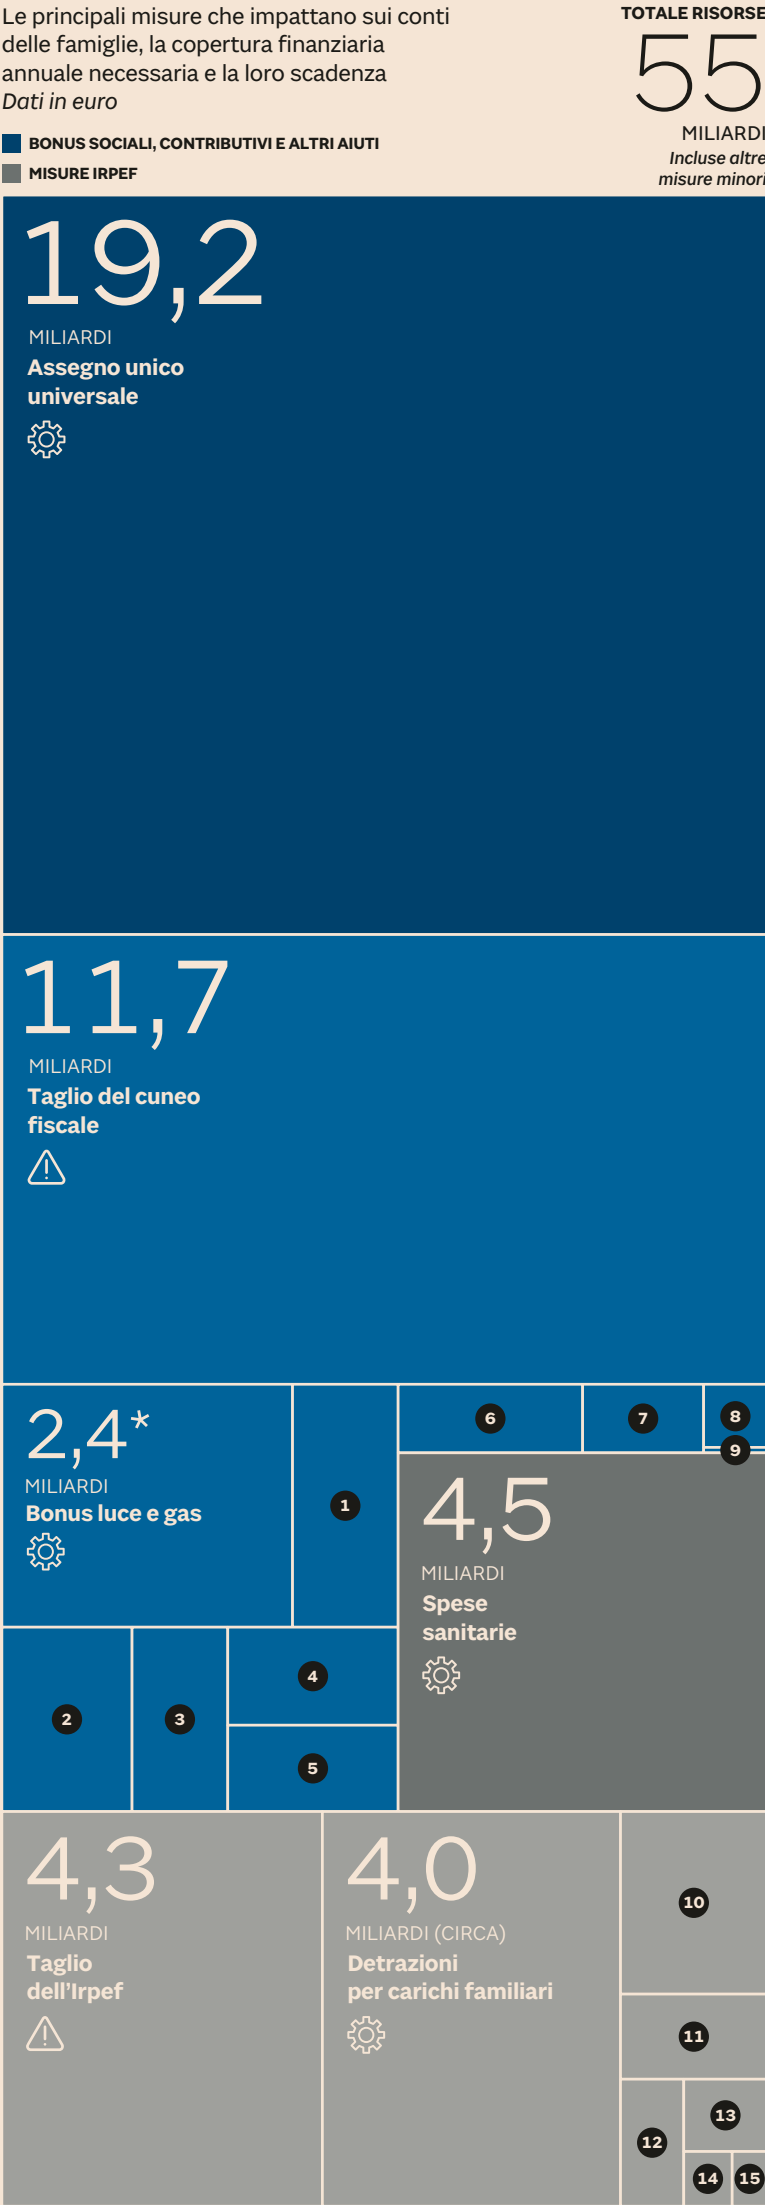 Le principali misure che impattano sui conti
delle famiglie, la copertura finanziaria
annuale necessaria e la loro scadenza
Dati in euro
BONUS SOCIALI, CONTRIBUTIVI E ALTRI AIUTI
MISURE IRPEF
TOTALE RISORSE
55
MILIARDI
Incluse altre
misure minori
19,2
MILIARDI
Assegno unico
universale
11,7
MILIARDI
Taglio del cuneo
fiscale
2,4*
MILIARDI
Bonus luce e gas
1
2
3
4
5
6
7
8
9
4,5
MILIARDI
Spese
sanitarie
4,3
MILIARDI
Taglio
dell'Irpef
4,0
MILIARDI (CIRCA)
Detrazioni
per carichi familiari
10
11
12
13
14
15